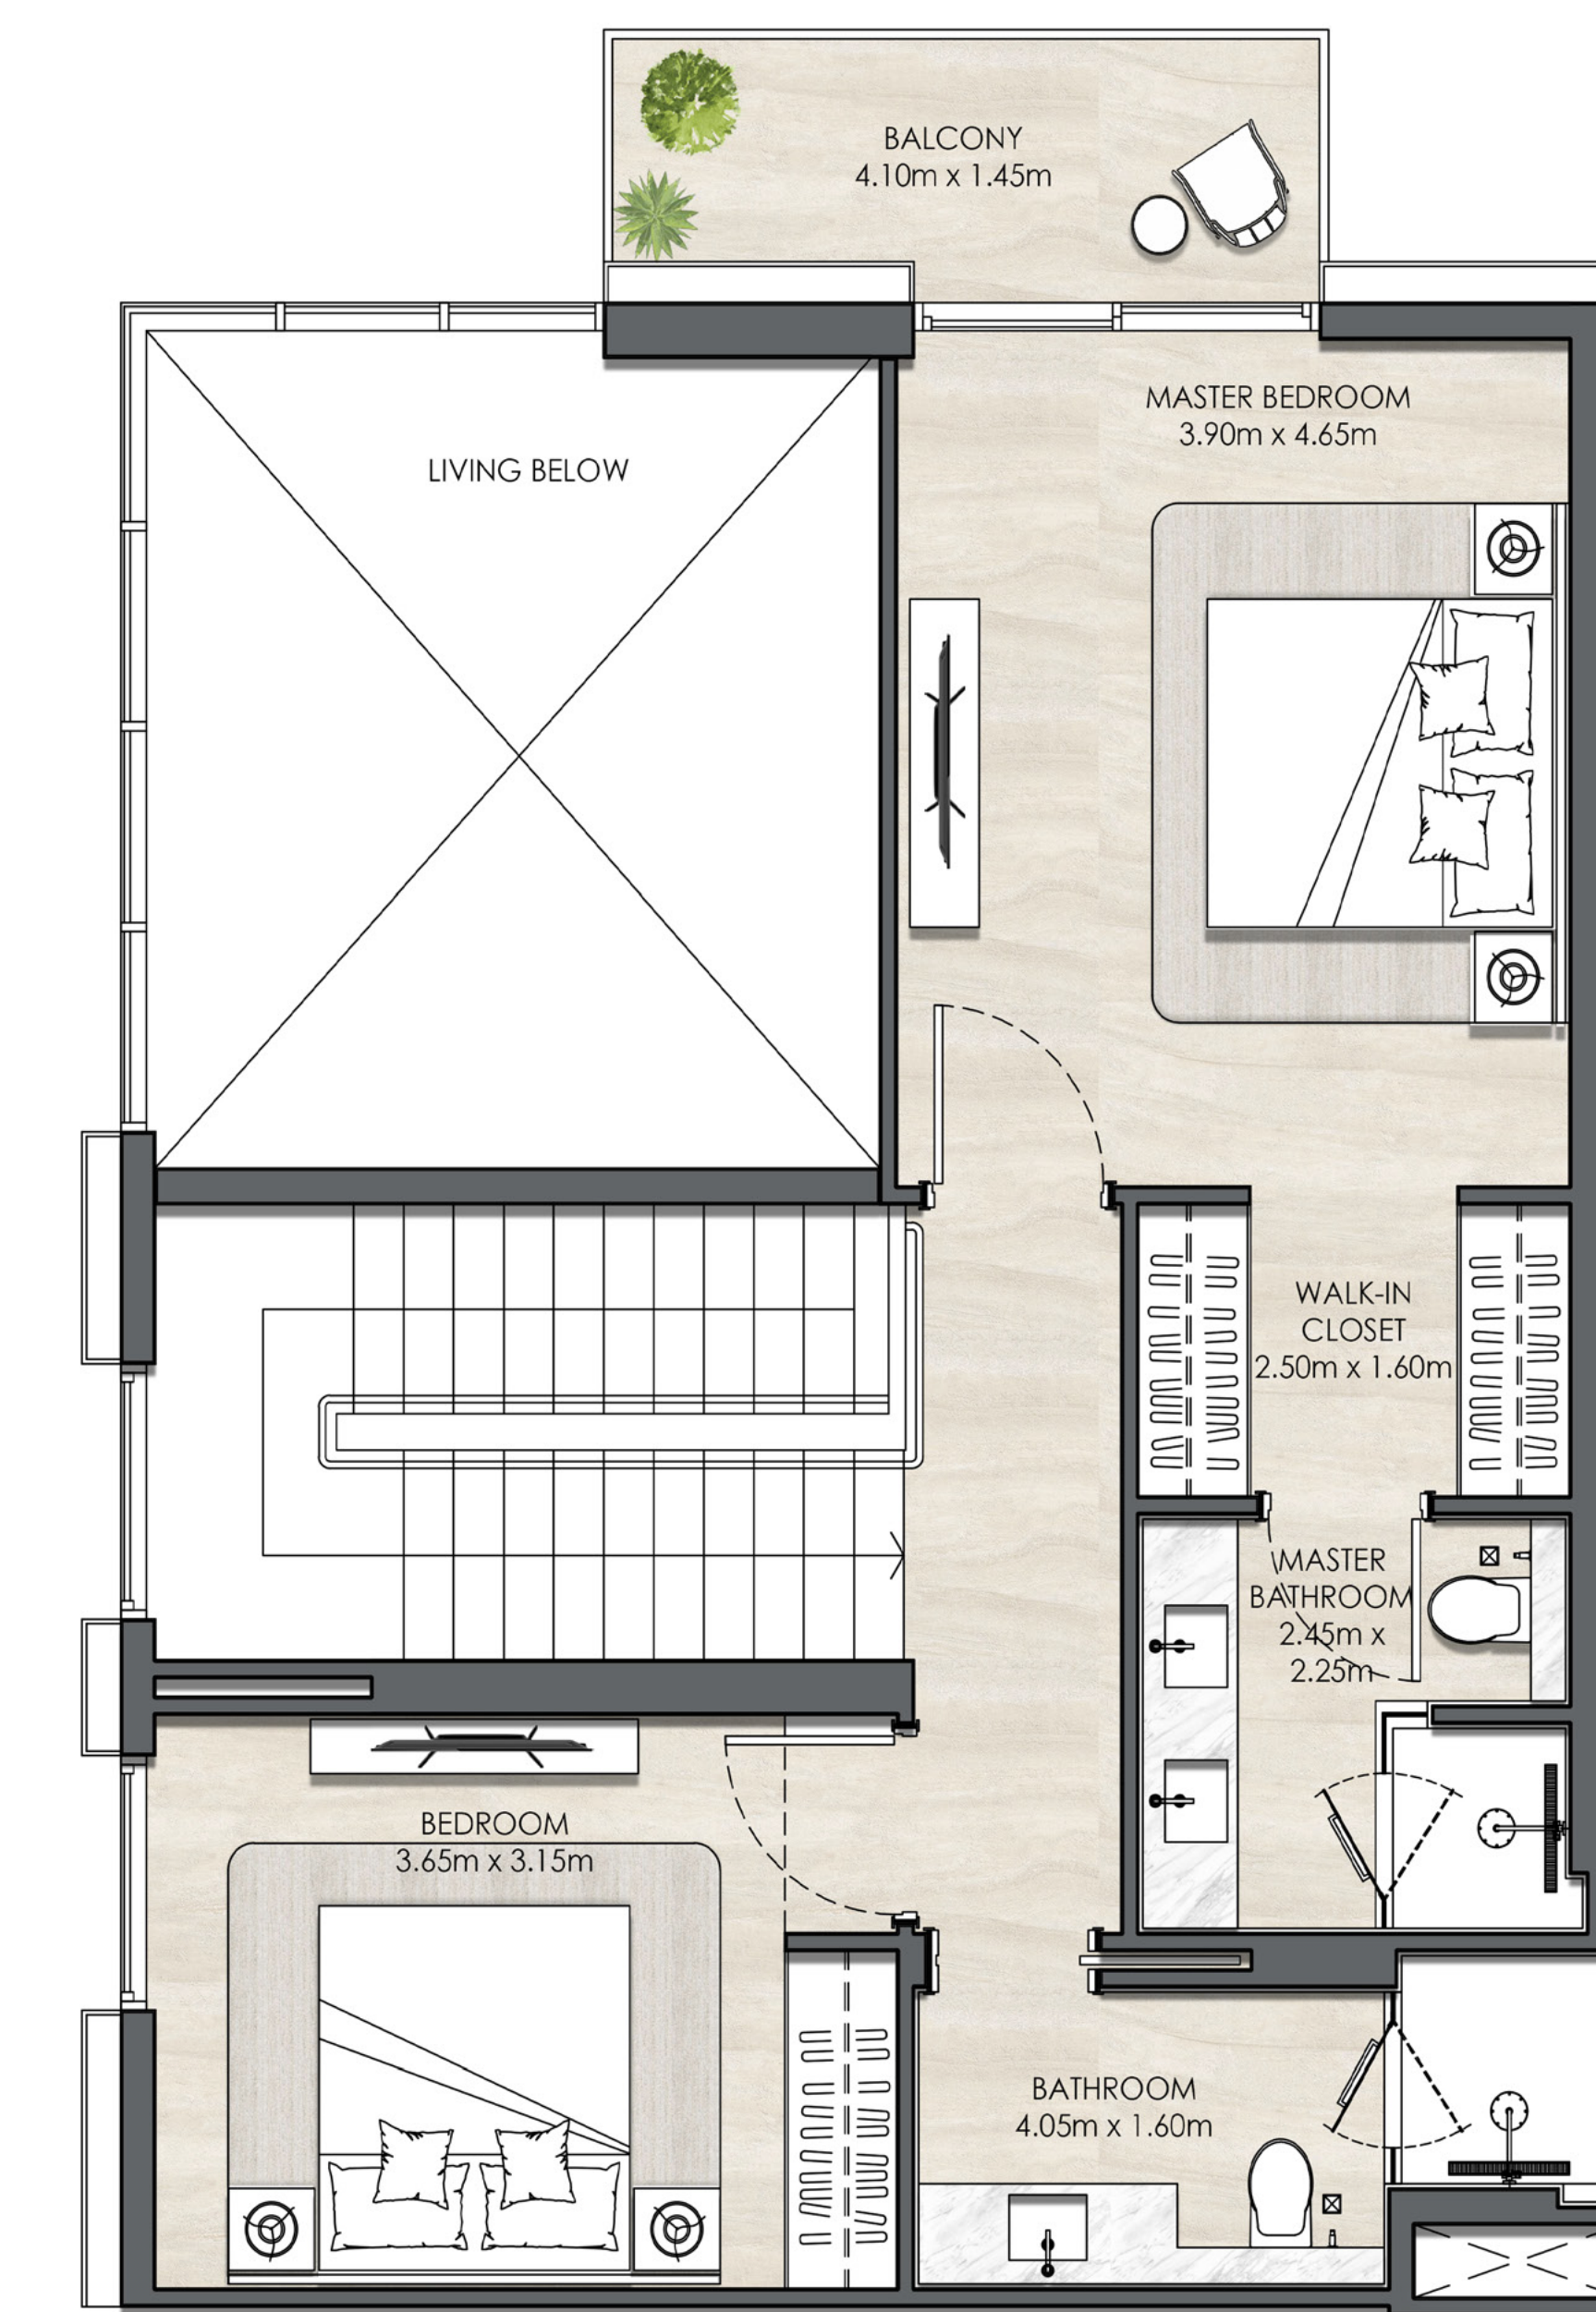 BALCONY
4.10m x 1.45m
MASTER BEDROOM
3.90m x 4.65m
LIVING BELOW
WALK-IN
CLOSET
2.50m x 1.60m
MASTER
BATHROOM
2.45m x
2.25m
BEDROOM
3.65m x 3.15m
BATHROOM
4.05m x 1.60m